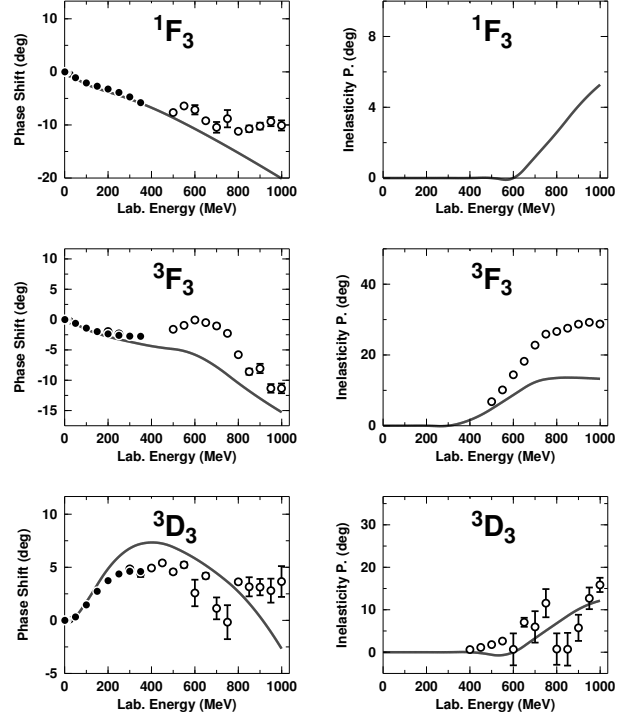 ¹F₃
Phase Shift (deg)
10
0
-10
-20
0 200 400 600 800 1000
Lab. Energy (MeV)
¹F₃
Inelasticity P. (deg)
8
4
0
0 200 400 600 800 1000
Lab. Energy (MeV)
³F₃
Phase Shift (deg)
10
5
0
-5
-10
-15
0 200 400 600 800 1000
Lab. Energy (MeV)
³F₃
Inelasticity P. (deg)
40
20
0
0 200 400 600 800 1000
Lab. Energy (MeV)
³D₃
Phase Shift (deg)
10
5
0
-5
0 200 400 600 800 1000
Lab. Energy (MeV)
³D₃
Inelasticity P. (deg)
30
20
10
0
0 200 400 600 800 1000
Lab. Energy (MeV)